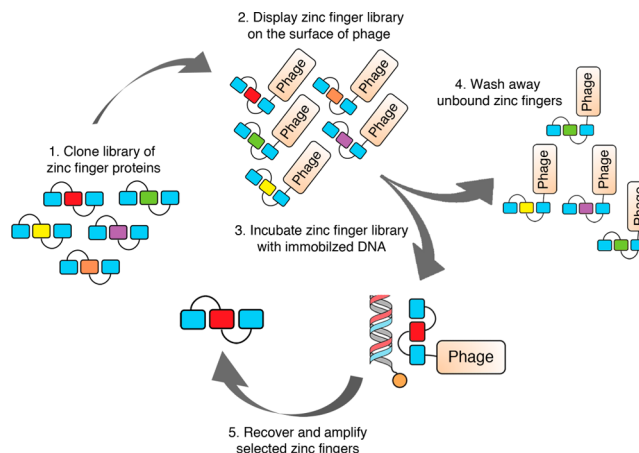 2. Display zinc finger library
on the surface of phage
Phage
Phage
Phage
Phage
Phage
4. Wash away
unbound zinc fingers
Phage
Phage
Phage
Phage
1. Clone library of
zinc finger proteins
3. Incubate zinc finger library
with immobilzed DNA
Phage
5. Recover and amplify
selected zinc fingers